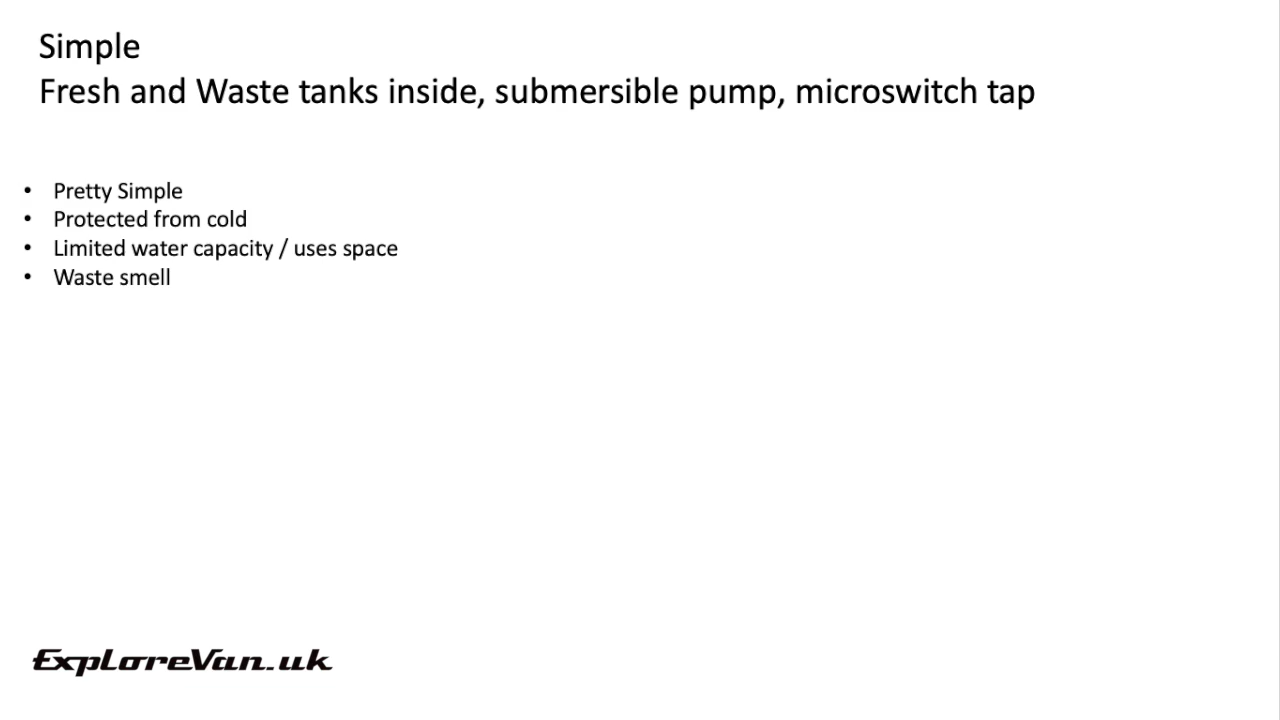 Simple
Fresh and Waste tanks inside, submersible pump, microswitch tap
• Pretty Simple
• Protected from cold
• Limited water capacity / uses space
• Waste smell
ExploreVan.uk